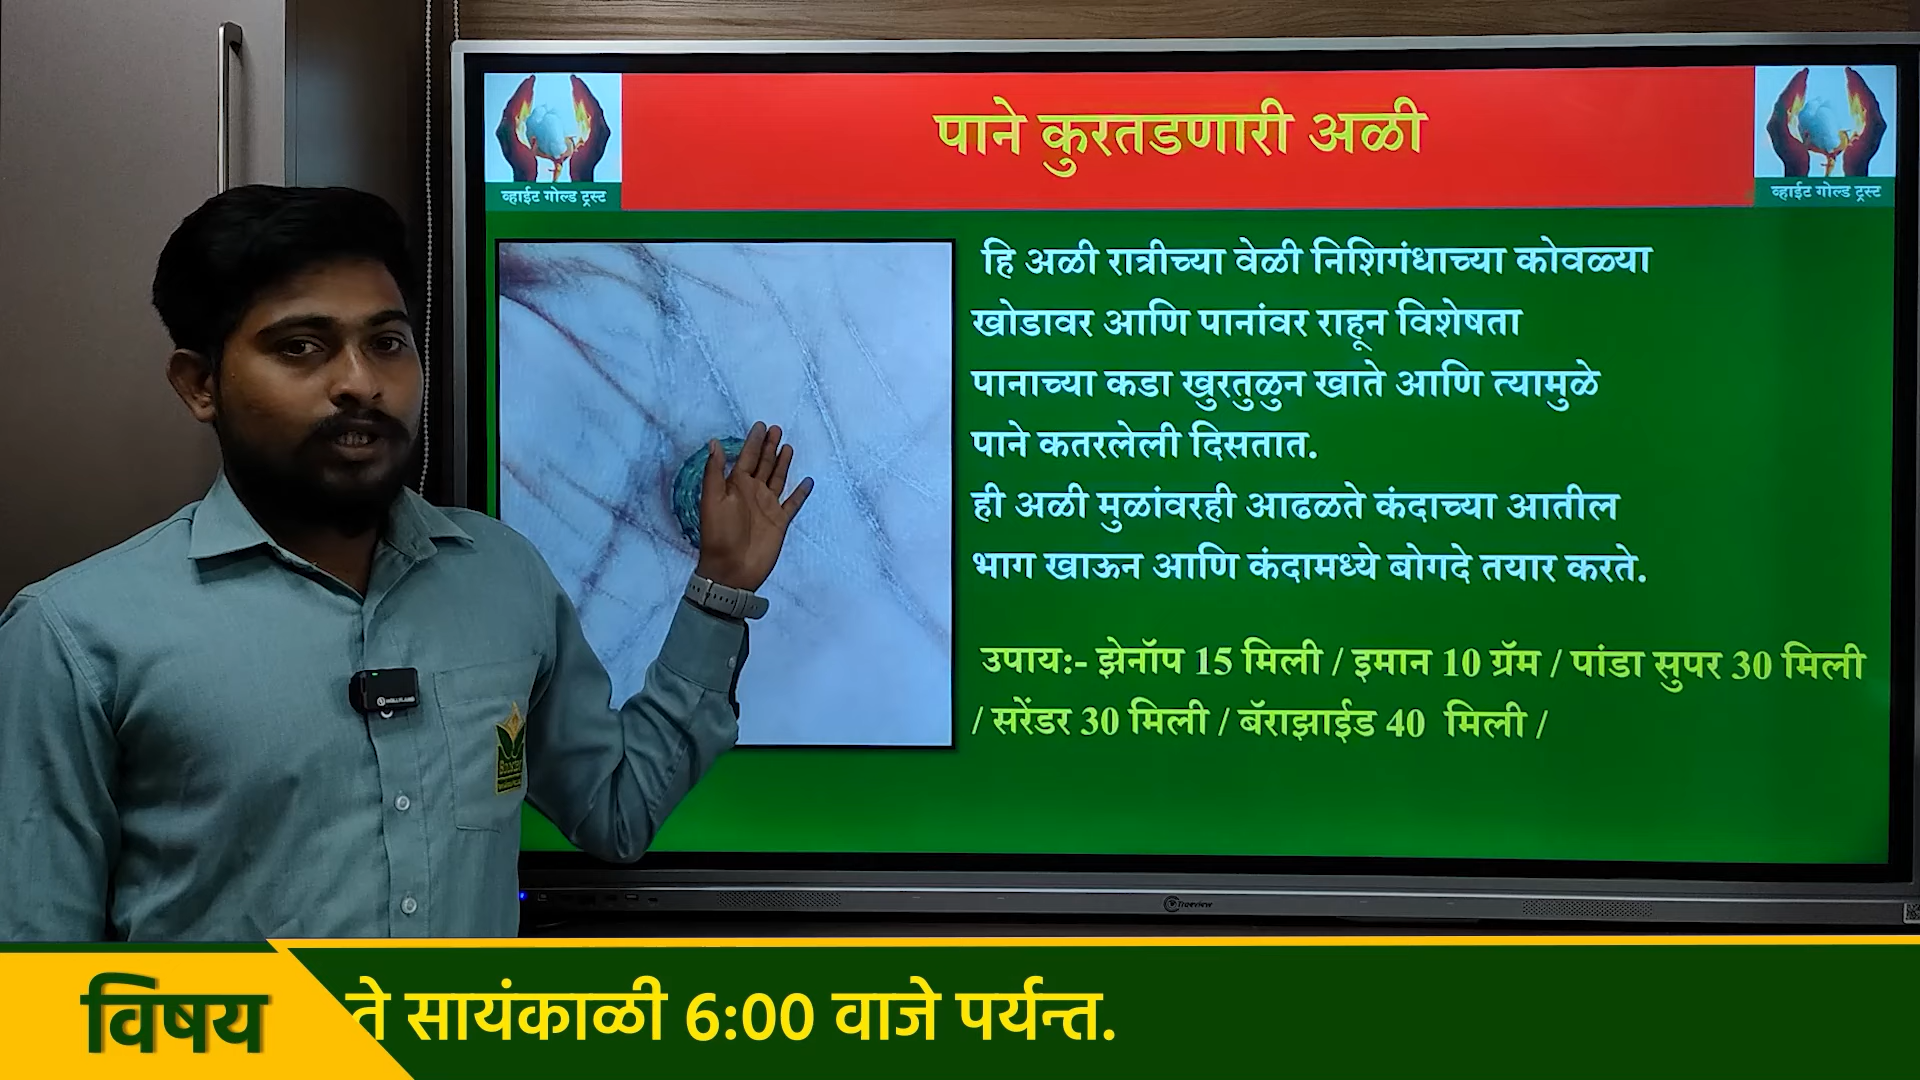 व्हाईट गोल्ड ट्रस्ट
पाने कुरतडणारी अळी
व्हाईट गोल्ड ट्रस्ट
हि अळी रात्रीच्या वेळी निशिगंधाच्या कोवळ्या
खोडावर आणि पानांवर राहून विशेषता
पानाच्या कडा खुरतुळुन खाते आणि त्यामुळे
पाने कतरलेली दिसतात.
ही अळी मुळांवरही आढळते कंदाच्या आतील
भाग खाऊन आणि कंदामध्ये बोगदे तयार करते.
उपाय:- झेनॉप 15 मिली / इमान 10 ग्रॅम / पांडा सुपर 30 मिली
/ सरेंडर 30 मिली / बॅराझाईड 40 मिली /
विषय
ते सायंकाळी 6:00 वाजे पर्यन्त.